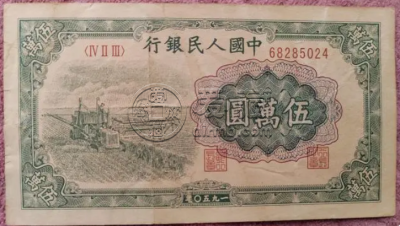 中國人民銀行
伍萬
伍萬
〈IV II III〉
68285024
伍萬圓
伍萬
伍萬
一九五〇年